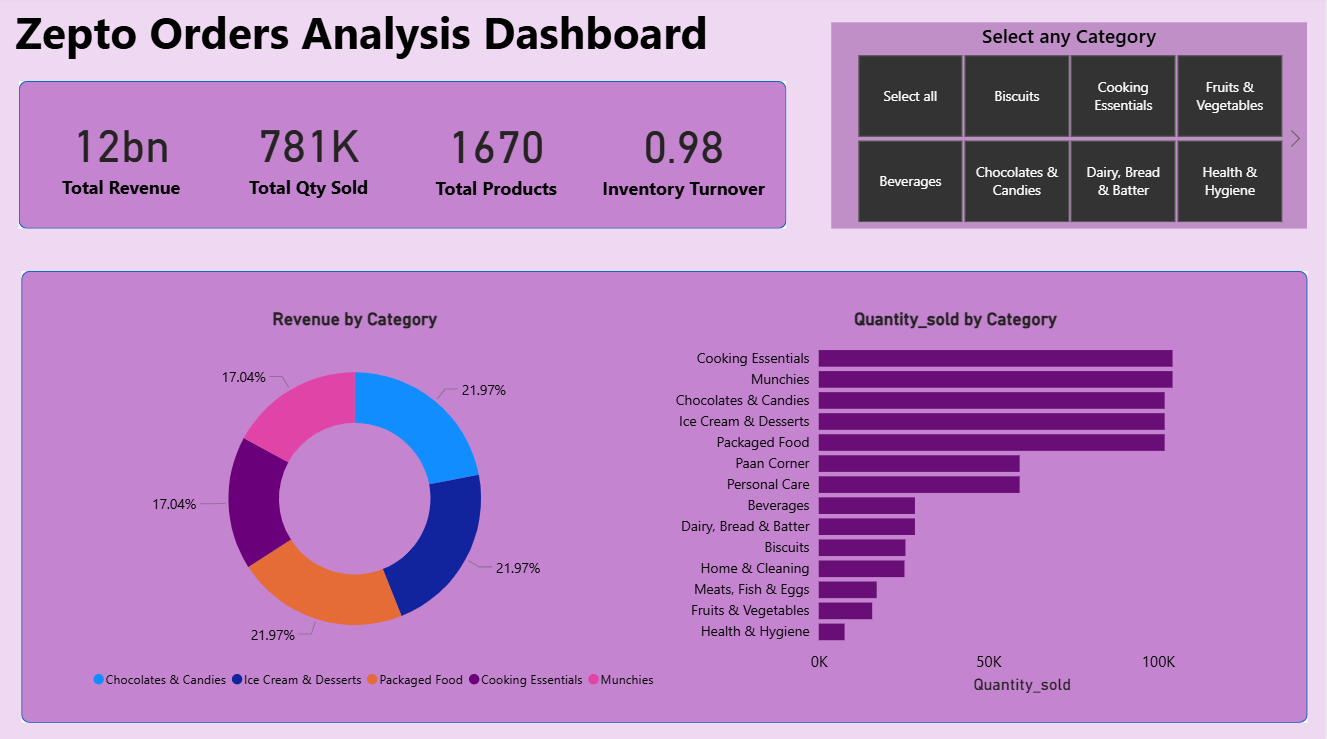 Zepto Orders Analysis Dashboard
Select any Category
Select all
Biscuits
Cooking
Essentials
Fruits &
Vegetables
Beverages
Chocolates &
Candies
Dairy, Bread
& Batter
Health &
Hygiene
12bn
Total Revenue
781K
Total Qty Sold
1670
Total Products
0.98
Inventory Turnover
Revenue by Category
17.04%
21.97%
17.04%
21.97%
21.97%
Chocolates & Candies
Ice Cream & Desserts
Packaged Food
Cooking Essentials
Munchies
Quantity_sold by Category
Cooking Essentials
Munchies
Chocolates & Candies
Ice Cream & Desserts
Packaged Food
Paan Corner
Personal Care
Beverages
Dairy, Bread & Batter
Biscuits
Home & Cleaning
Meats, Fish & Eggs
Fruits & Vegetables
Health & Hygiene
0K
50K
100K
Quantity_sold